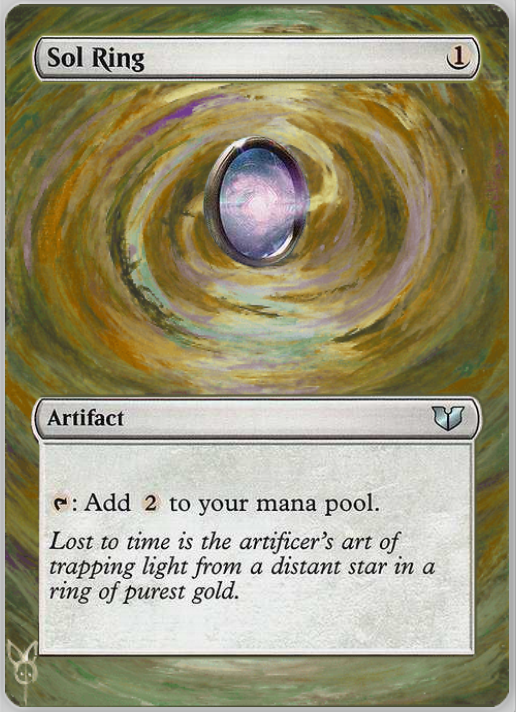 Sol Ring 1
Artifact
: Add 2 to your mana pool.
Lost to time is the artificer's art of
trapping light from a distant star in a
ring of purest gold.